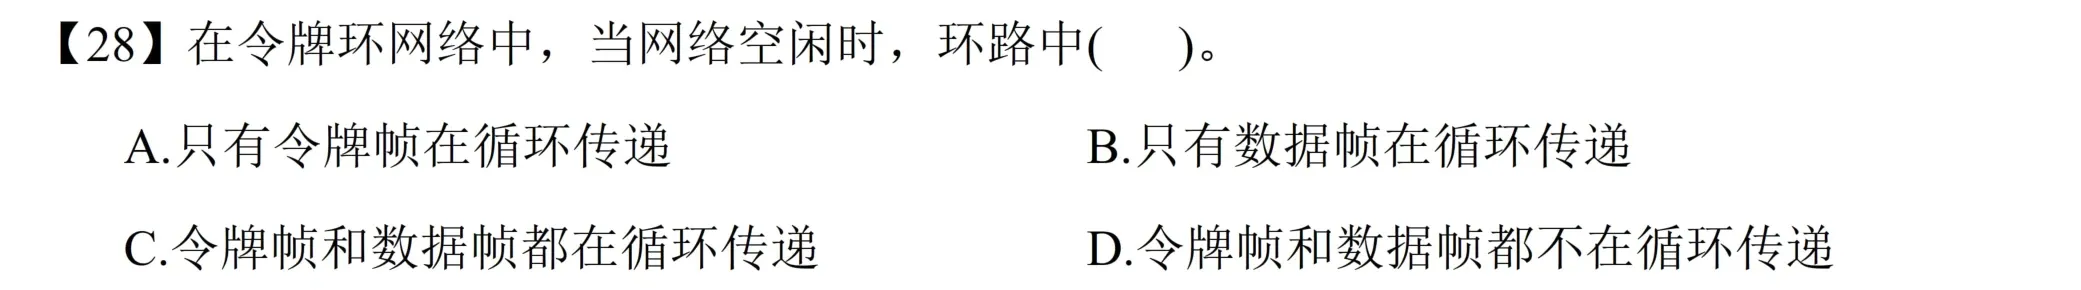 【28】在令牌环网络中，当网络空闲时，环路中(    )。
A.只有令牌帧在循环传递 B.只有数据帧在循环传递
C.令牌帧和数据帧都在循环传递 D.令牌帧和数据帧都不在循环传递